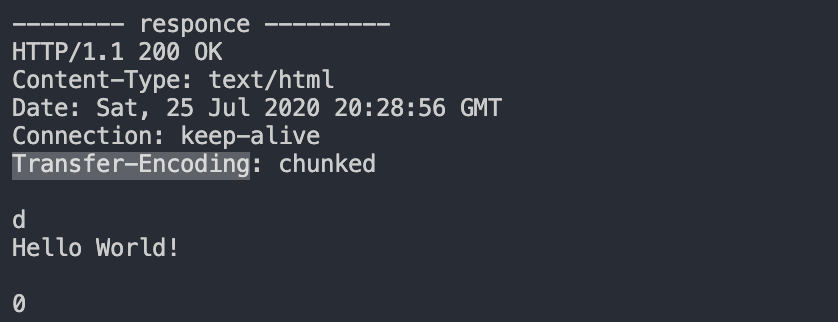 -------- responce ---------
HTTP/1.1 200 OK
Content-Type: text/html
Date: Sat, 25 Jul 2020 20:28:56 GMT
Connection: keep-alive
Transfer-Encoding: chunked

d
Hello World!

0